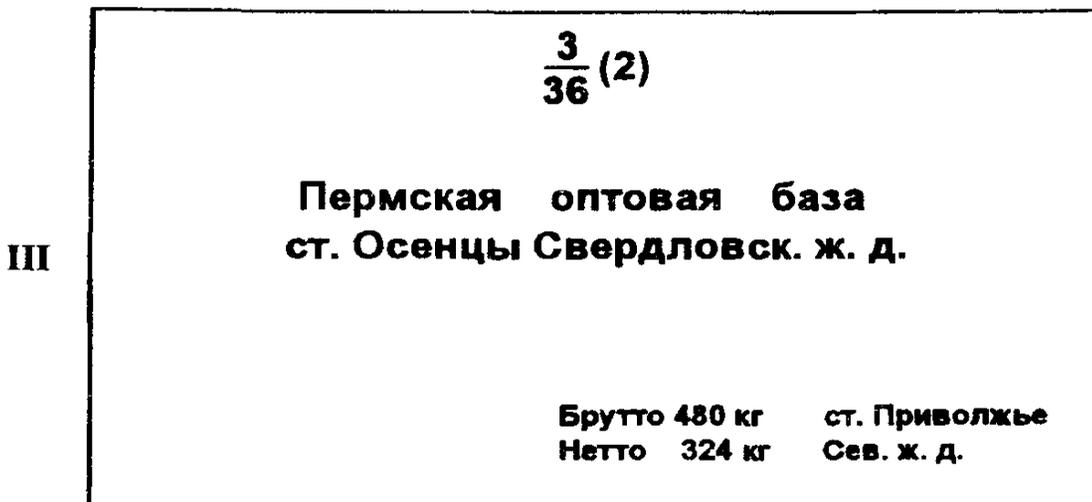 3/36 (2)
Пермская оптовая база
ст. Осенцы Свердловск. ж. д.
III
Брутто 480 кг ст. Приволжье
Нетто 324 кг Сев. ж. д.